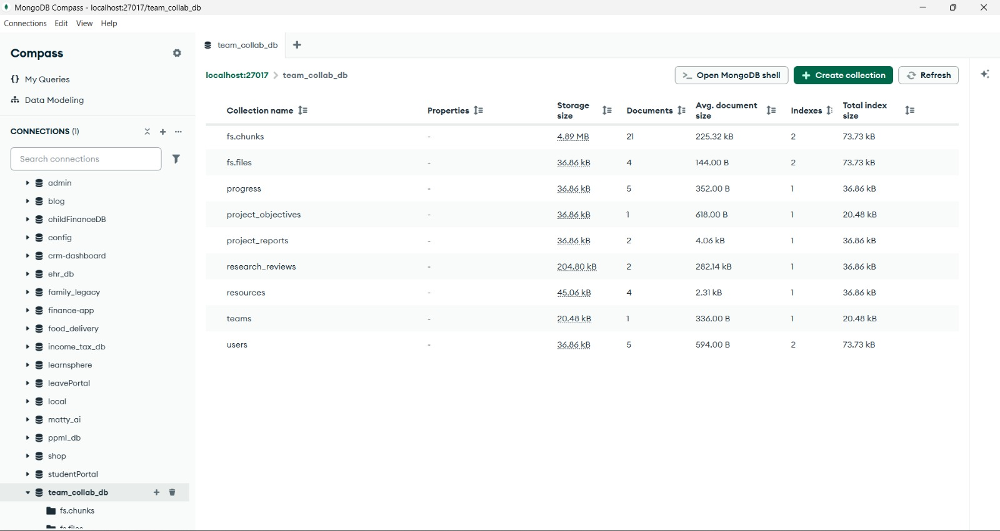 MongoDB Compass - localhost:27017/team_collab_db
Connections Edit View Help
Compass
{} My Queries
Data Modeling
CONNECTIONS (1)
Search connections
admin
blog
childFinanceDB
config
crm-dashboard
ehr_db
family_legacy
finance-app
food_delivery
income_tax_db
learnsphere
leavePortal
local
matty_ai
ppml_db
shop
studentPortal
team_collab_db
fs.chunks
fs.files
team_collab_db
localhost:27017 > team_collab_db
>_ Open MongoDB shell
+ Create collection
Refresh
Collection name Properties Storage size Documents Avg. document size Indexes Total index size
fs.chunks - 4.89 MB 21 225.32 kB 2 73.73 kB
fs.files - 36.86 kB 4 144.00 B 2 73.73 kB
progress - 36.86 kB 5 352.00 B 1 36.86 kB
project_objectives - 36.86 kB 1 618.00 B 1 20.48 kB
project_reports - 36.86 kB 2 4.06 kB 1 36.86 kB
research_reviews - 204.80 kB 2 282.14 kB 1 36.86 kB
resources - 45.06 kB 4 2.31 kB 1 36.86 kB
teams - 20.48 kB 1 336.00 B 1 20.48 kB
users - 36.86 kB 5 594.00 B 2 73.73 kB